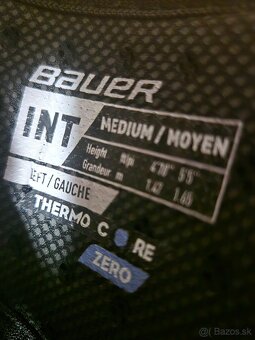 BAUER
INT
MEDIUM / MOYEN
Height ft/po 4'10" 5'5"
Grandeur m 1.47 1.65
LEFT / GAUCHE
THERMO CORE
ZERO
© Bazos.sk